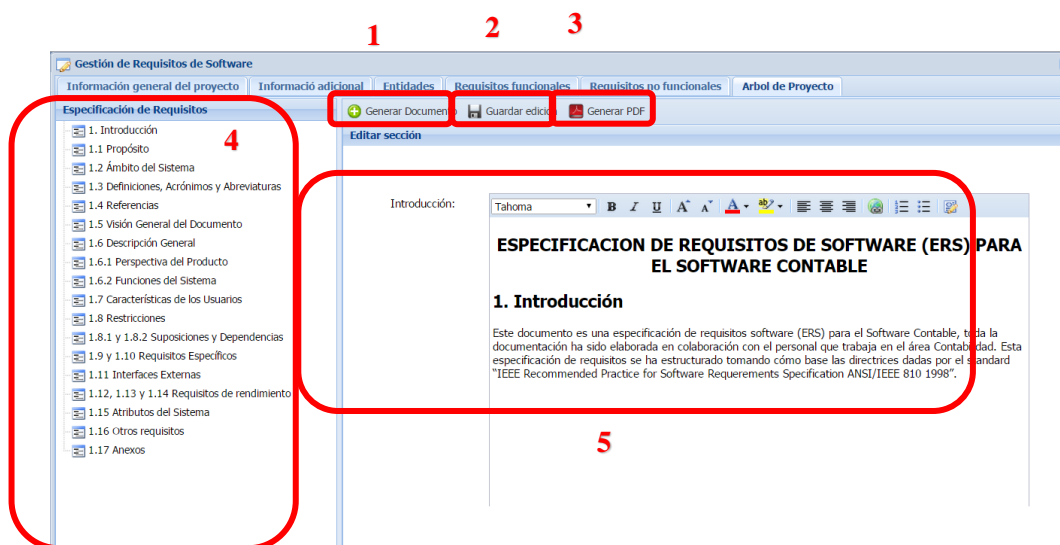 1 2 3
Gestión de Requisitos de Software
Información general del proyecto Informació adicional Entidades Requisitos funcionales Requisitos no funcionales Arbol de Proyecto
Especificación de Requisitos
Generar Documento Guardar edición Generar PDF
4
Editar sección
1. Introducción
1.1 Propósito
1.2 Ámbito del Sistema
1.3 Definiciones, Acrónimos y Abreviaturas
1.4 Referencias
1.5 Visión General del Documento
1.6 Descripción General
1.6.1 Perspectiva del Producto
1.6.2 Funciones del Sistema
1.7 Características de los Usuarios
1.8 Restricciones
1.8.1 y 1.8.2 Suposiciones y Dependencias
1.9 y 1.10 Requisitos Específicos
1.11 Interfaces Externas
1.12, 1.13 y 1.14 Requisitos de rendimiento
1.15 Atributos del Sistema
1.16 Otros requisitos
1.17 Anexos
Introducción:
Tahoma B I U A A A ab
ESPECIFICACION DE REQUISITOS DE SOFTWARE (ERS) PARA
EL SOFTWARE CONTABLE
1. Introducción
Este documento es una especificación de requisitos software (ERS) para el Software Contable, toda la
documentación ha sido elaborada en colaboración con el personal que trabaja en el área Contabilidad. Esta
especificación de requisitos se ha estructurado tomando cómo base las directrices dadas por el standard
"IEEE Recommended Practice for Software Requerements Specification ANSI/IEEE 810 1998".
5